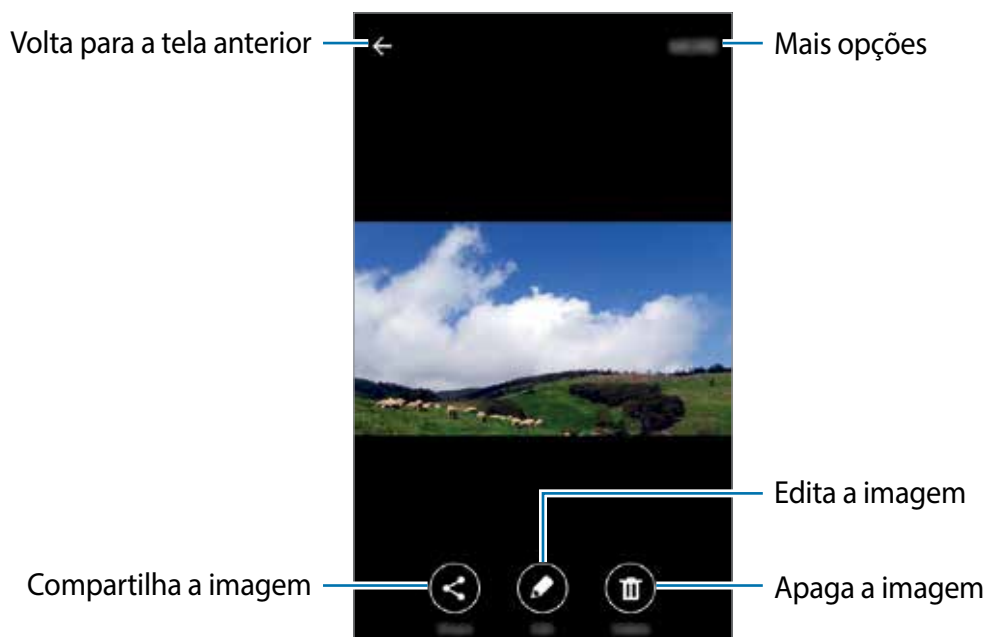 Volta para a tela anterior
Mais opções
Edita a imagem
Compartilha a imagem
Apaga a imagem